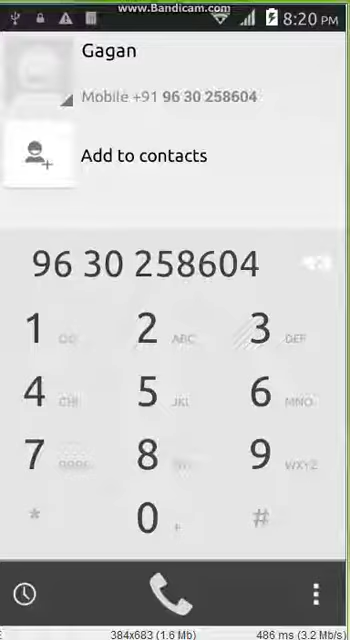 www.Bandicam.com
8:20 PM
Gagan
Mobile +91 96 30 258604
Add to contacts
96 30 258604
1 2 ABC 3 DEF
4 GHI 5 JKL 6 MNO
7 8 9 WXYZ
* 0 + #
384x683 (1.6 Mb) 486 ms (3.2 Mb/s)